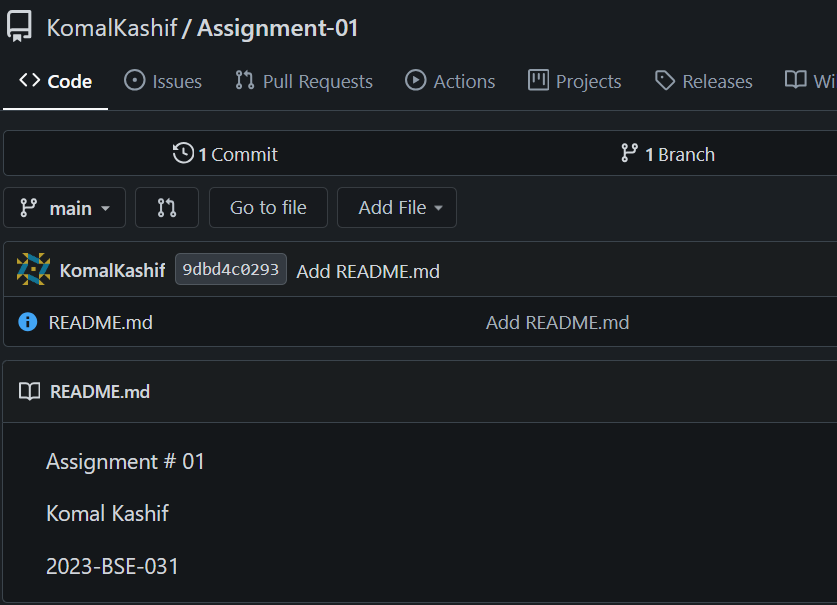 KomalKashif / Assignment-01
Code Issues Pull Requests Actions Projects Releases Wi
1 Commit 1 Branch
main Go to file Add File
KomalKashif 9dbd4c0293 Add README.md
README.md Add README.md
README.md
Assignment # 01
Komal Kashif
2023-BSE-031